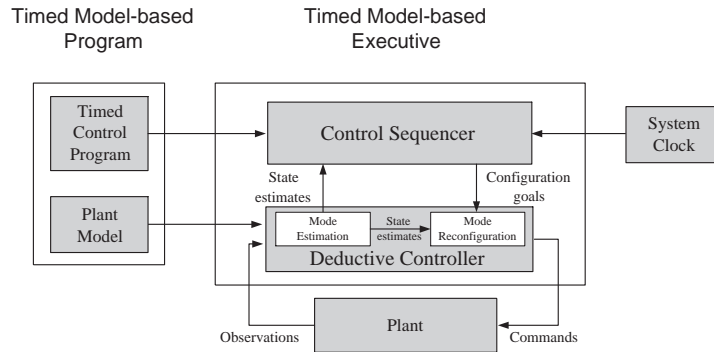 Timed Model-based
Program
Timed Model-based
Executive
Timed
Control
Program
Control Sequencer
System
Clock
State
estimates
Configuration
goals
Plant
Model
Mode
Estimation
State
estimates
Mode
Reconfiguration
Deductive Controller
Observations
Plant
Commands